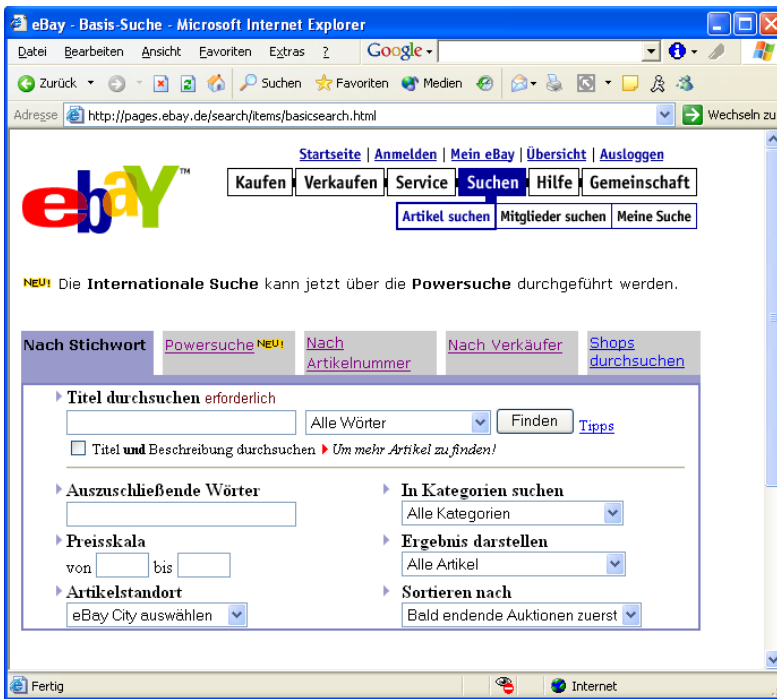 eBay - Basis-Suche - Microsoft Internet Explorer
Datei Bearbeiten Ansicht Favoriten Extras ? Google
Zurück Suchen Favoriten Medien
Adresse http://pages.ebay.de/search/items/basicsearch.html Wechseln zu
Startseite | Anmelden | Mein eBay | Übersicht | Ausloggen
ebaY™
Kaufen Verkaufen Service Suchen Hilfe Gemeinschaft
Artikel suchen Mitglieder suchen Meine Suche
NEU! Die Internationale Suche kann jetzt über die Powersuche durchgeführt werden.
Nach Stichwort Powersuche NEU! Nach Artikelnummer Nach Verkäufer Shops durchsuchen
Titel durchsuchen erforderlich
Alle Wörter Finden Tipps
Titel und Beschreibung durchsuchen Um mehr Artikel zu finden!
Auszuschließende Wörter In Kategorien suchen
Alle Kategorien
Preisskala Ergebnis darstellen
von bis Alle Artikel
Artikelstandort Sortieren nach
eBay City auswählen Bald endende Auktionen zuerst
Fertig Internet